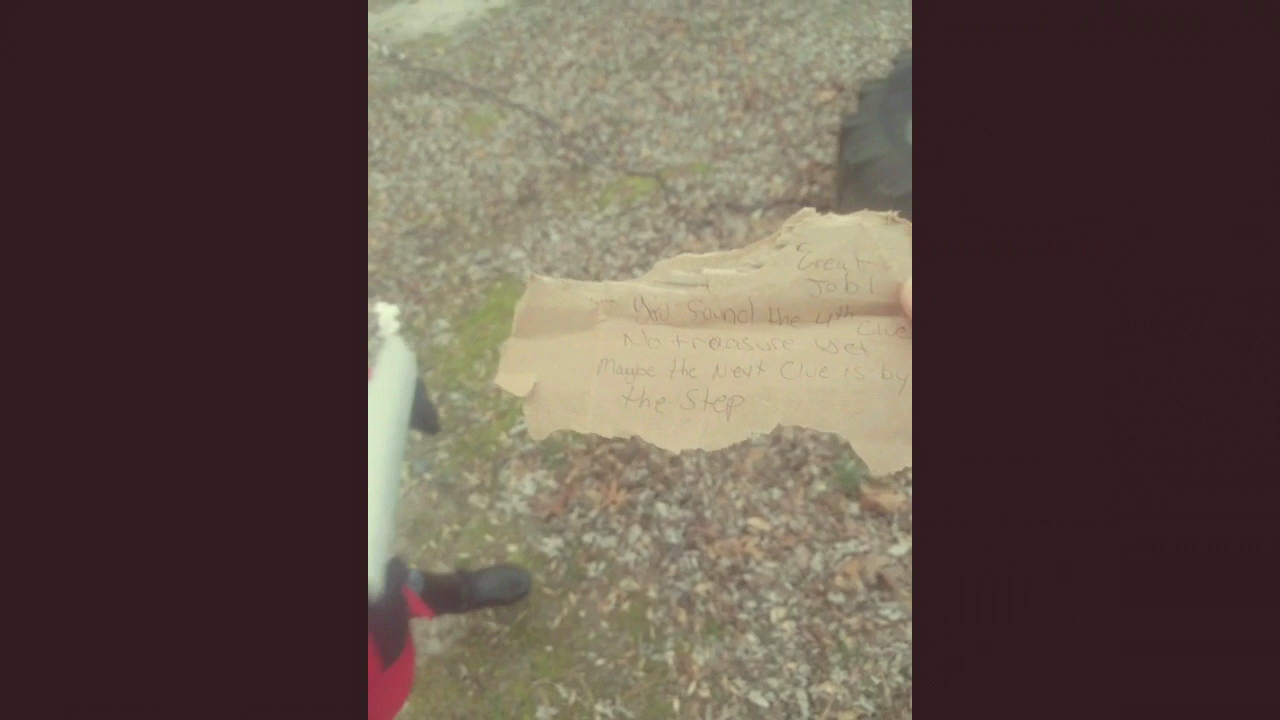 Great
Job!
You found the 4th Clue
No treasure yet
Maybe the Next Clue is by
the Step